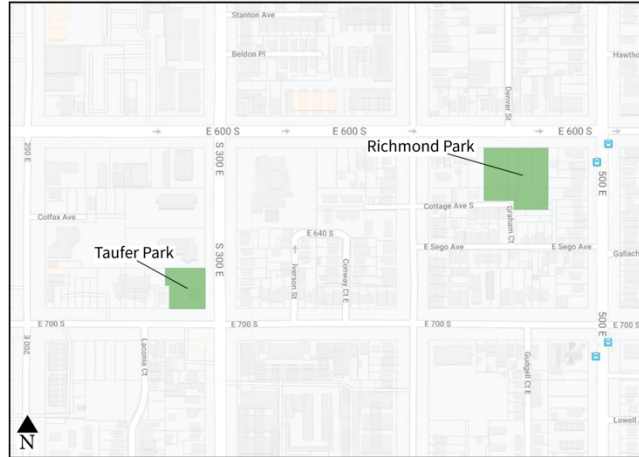 Stanton Ave
Beldon Pl
Hawtho
Denver St
200 E
E 600 S
E 600 S
E 600 S
S 300 E
Richmond Park
500 E
Colfax Ave
Cottage Ave S
Graham Ct
E 640 S
E Sego Ave
E Sego Ave
Gallach
Taufer Park
S 300 E
Iverson St
Conway Ct E
E 700 S
E 700 S
E 700 S
E 700
500 E
200 E
Laconia Ct
Gudgell Ct E
Lowell
N